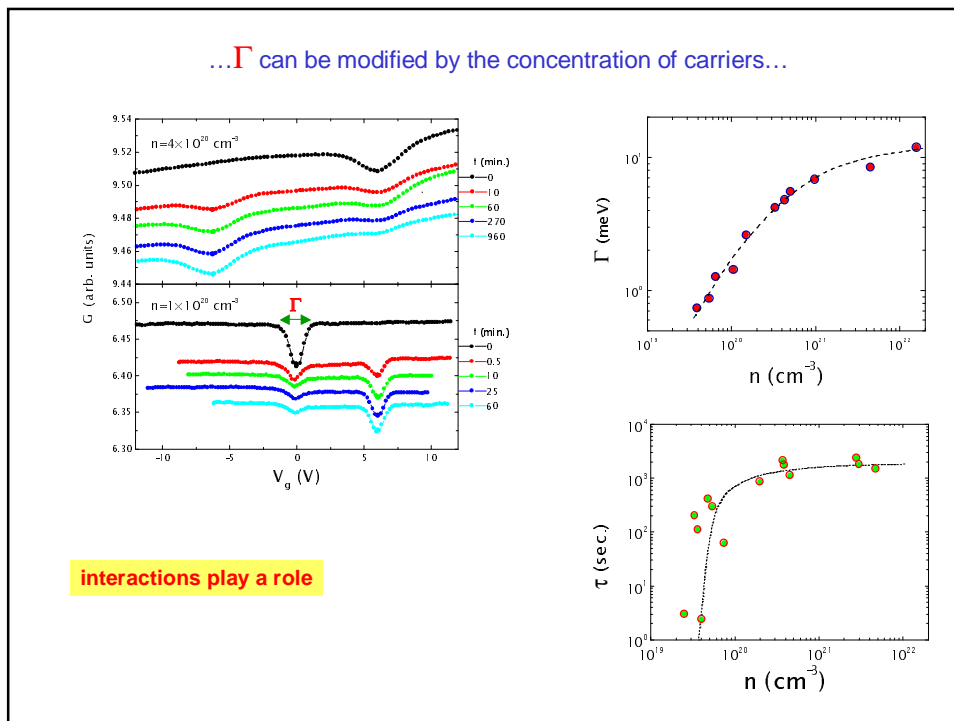 …Γ can be modified by the concentration of carriers…
9.54
9.52
9.50
9.48
9.46
9.44
n=4×10²⁰ cm⁻³
t (min.)
0
10
60
270
960
G (arb. units)
6.50
6.45
6.40
6.35
6.30
n=1×10²⁰ cm⁻³
Γ
t (min.)
0
0.5
10
25
60
-10 -5 0 5 10
V_g (V)
10¹
10⁰
Γ (meV)
10¹⁹ 10²⁰ 10²¹ 10²²
n (cm⁻³)
interactions play a role
10⁴
10³
10²
10¹
10⁰
τ (sec.)
10¹⁹ 10²⁰ 10²¹ 10²²
n (cm⁻³)